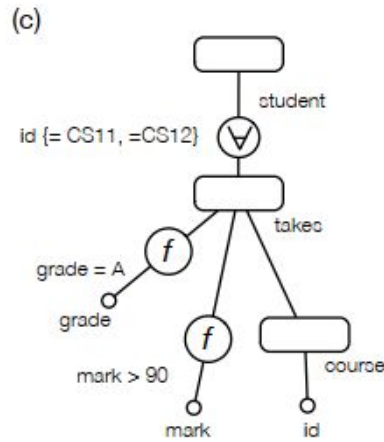 (c)
student
id {= CS11, =CS12}
∀
takes
f
grade = A
grade
f
mark > 90
course
mark
id